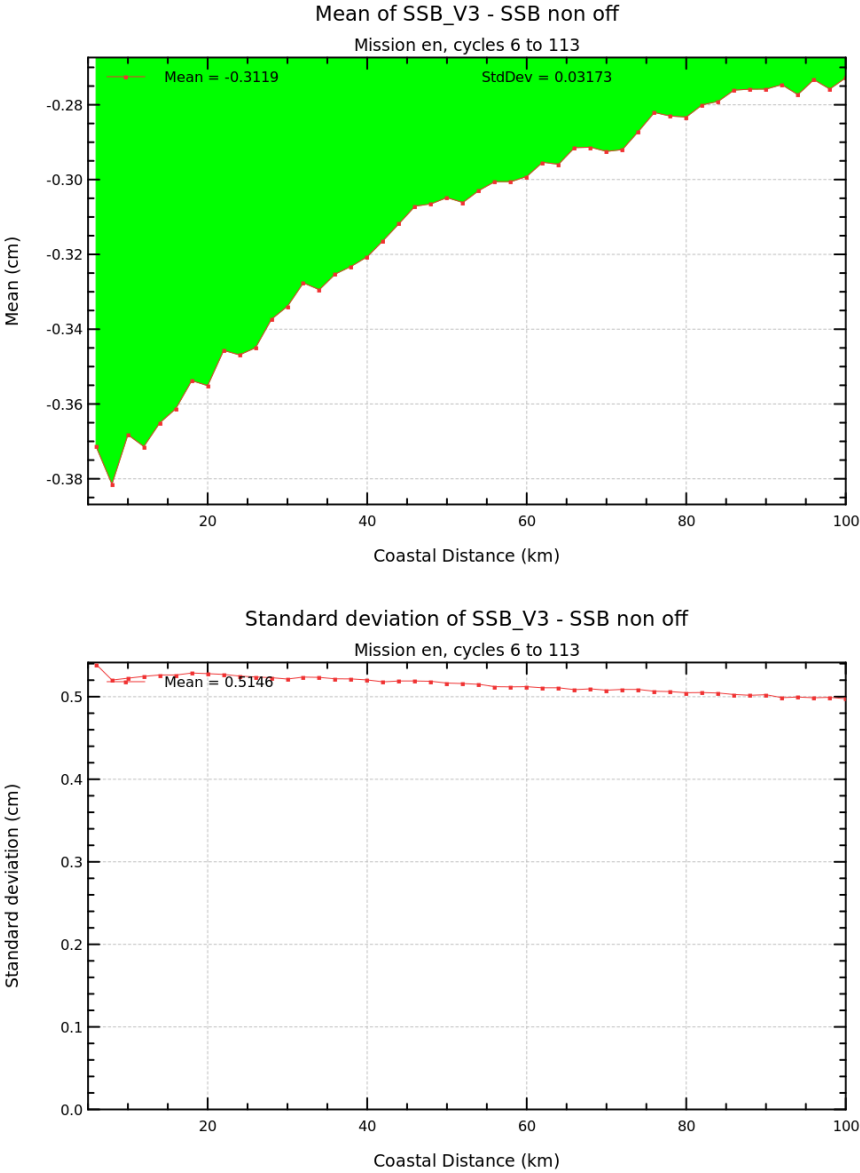 Mean of SSB_V3 - SSB non off
Mission en, cycles 6 to 113
Mean = -0.3119 StdDev = 0.03173
-0.28
-0.30
-0.32
-0.34
-0.36
-0.38
Mean (cm)
20 40 60 80 100
Coastal Distance (km)
Standard deviation of SSB_V3 - SSB non off
Mission en, cycles 6 to 113
Mean = 0.5146
0.5
0.4
0.3
0.2
0.1
0.0
Standard deviation (cm)
20 40 60 80 100
Coastal Distance (km)